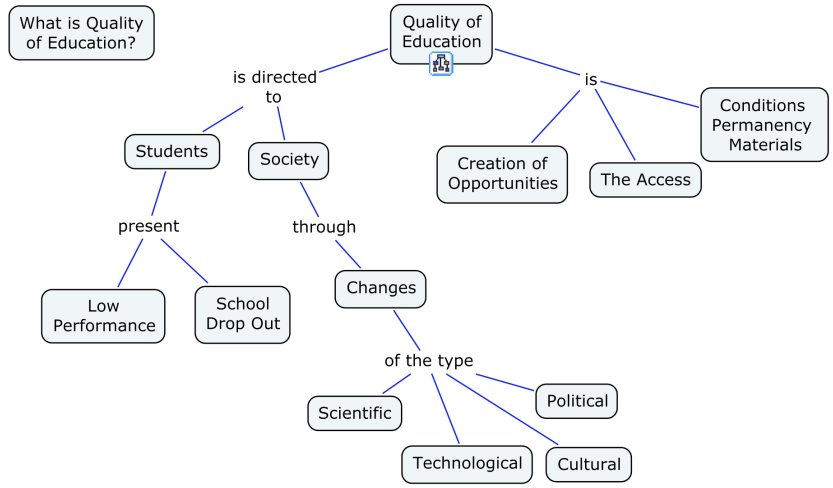 What is Quality
of Education?
Quality of
Education
is directed
to
is
Conditions
Permanency
Materials
Students
Society
Creation of
Opportunities
The Access
present
through
Low
Performance
School
Drop Out
Changes
of the type
Scientific
Political
Technological
Cultural